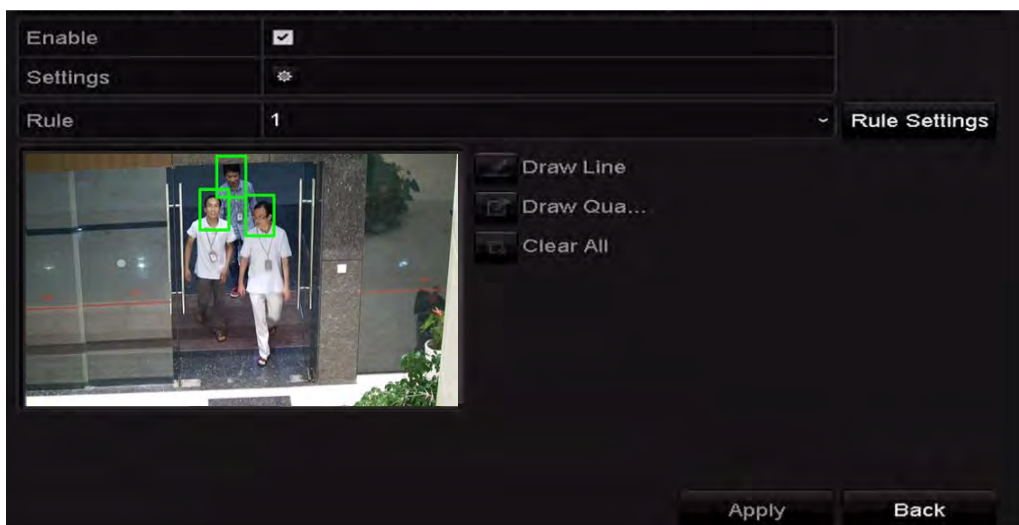 Enable
Settings
Rule 1 Rule Settings
Draw Line
Draw Qua...
Clear All
Apply Back